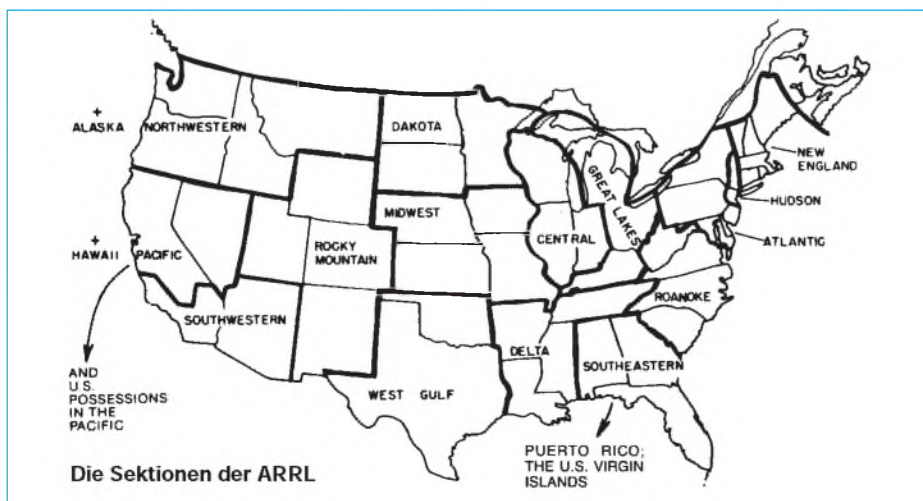 +
ALASKA
NORTHWESTERN
DAKOTA
NEW
ENGLAND
GREAT LAKES
HUDSON
MIDWEST
ATLANTIC
+
HAWAII
PACIFIC
ROCKY
MOUNTAIN
CENTRAL
ROANOKE
SOUTHWESTERN
DELTA
SOUTHEASTERN
WEST GULF
AND
U.S.
POSSESSIONS
IN THE
PACIFIC
PUERTO RICO;
THE U.S. VIRGIN
ISLANDS
Die Sektionen der ARRL